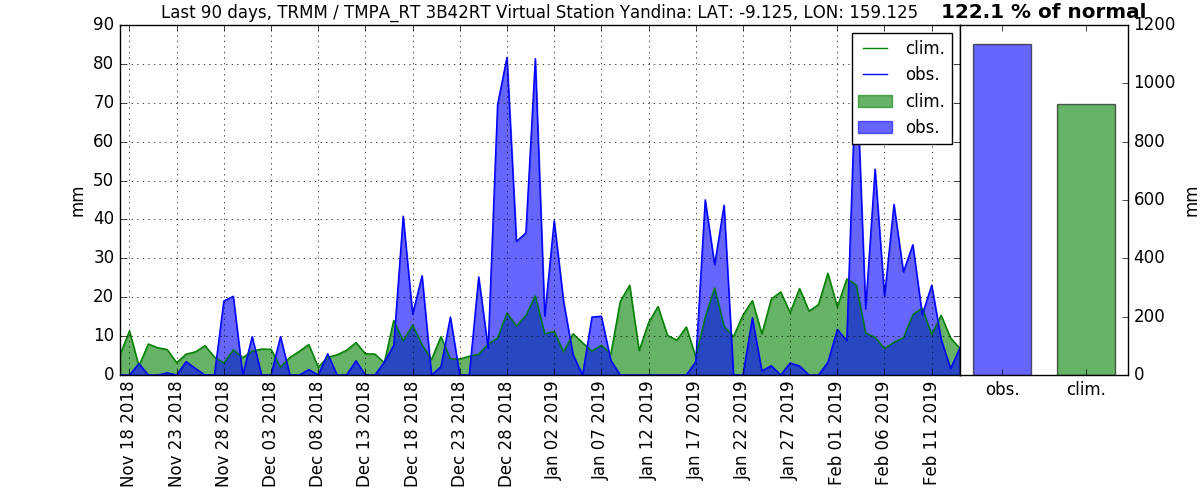 Last 90 days, TRMM / TMPA_RT 3B42RT Virtual Station Yandina: LAT: -9.125, LON: 159.125
122.1 % of normal
90
80
70
60
50
40
30
20
10
0
mm
clim.
obs.
clim.
obs.
Nov 18 2018
Nov 23 2018
Nov 28 2018
Dec 03 2018
Dec 08 2018
Dec 13 2018
Dec 18 2018
Dec 23 2018
Dec 28 2018
Jan 02 2019
Jan 07 2019
Jan 12 2019
Jan 17 2019
Jan 22 2019
Jan 27 2019
Feb 01 2019
Feb 06 2019
Feb 11 2019
1200
1000
800
600
400
200
0
mm
obs.
clim.